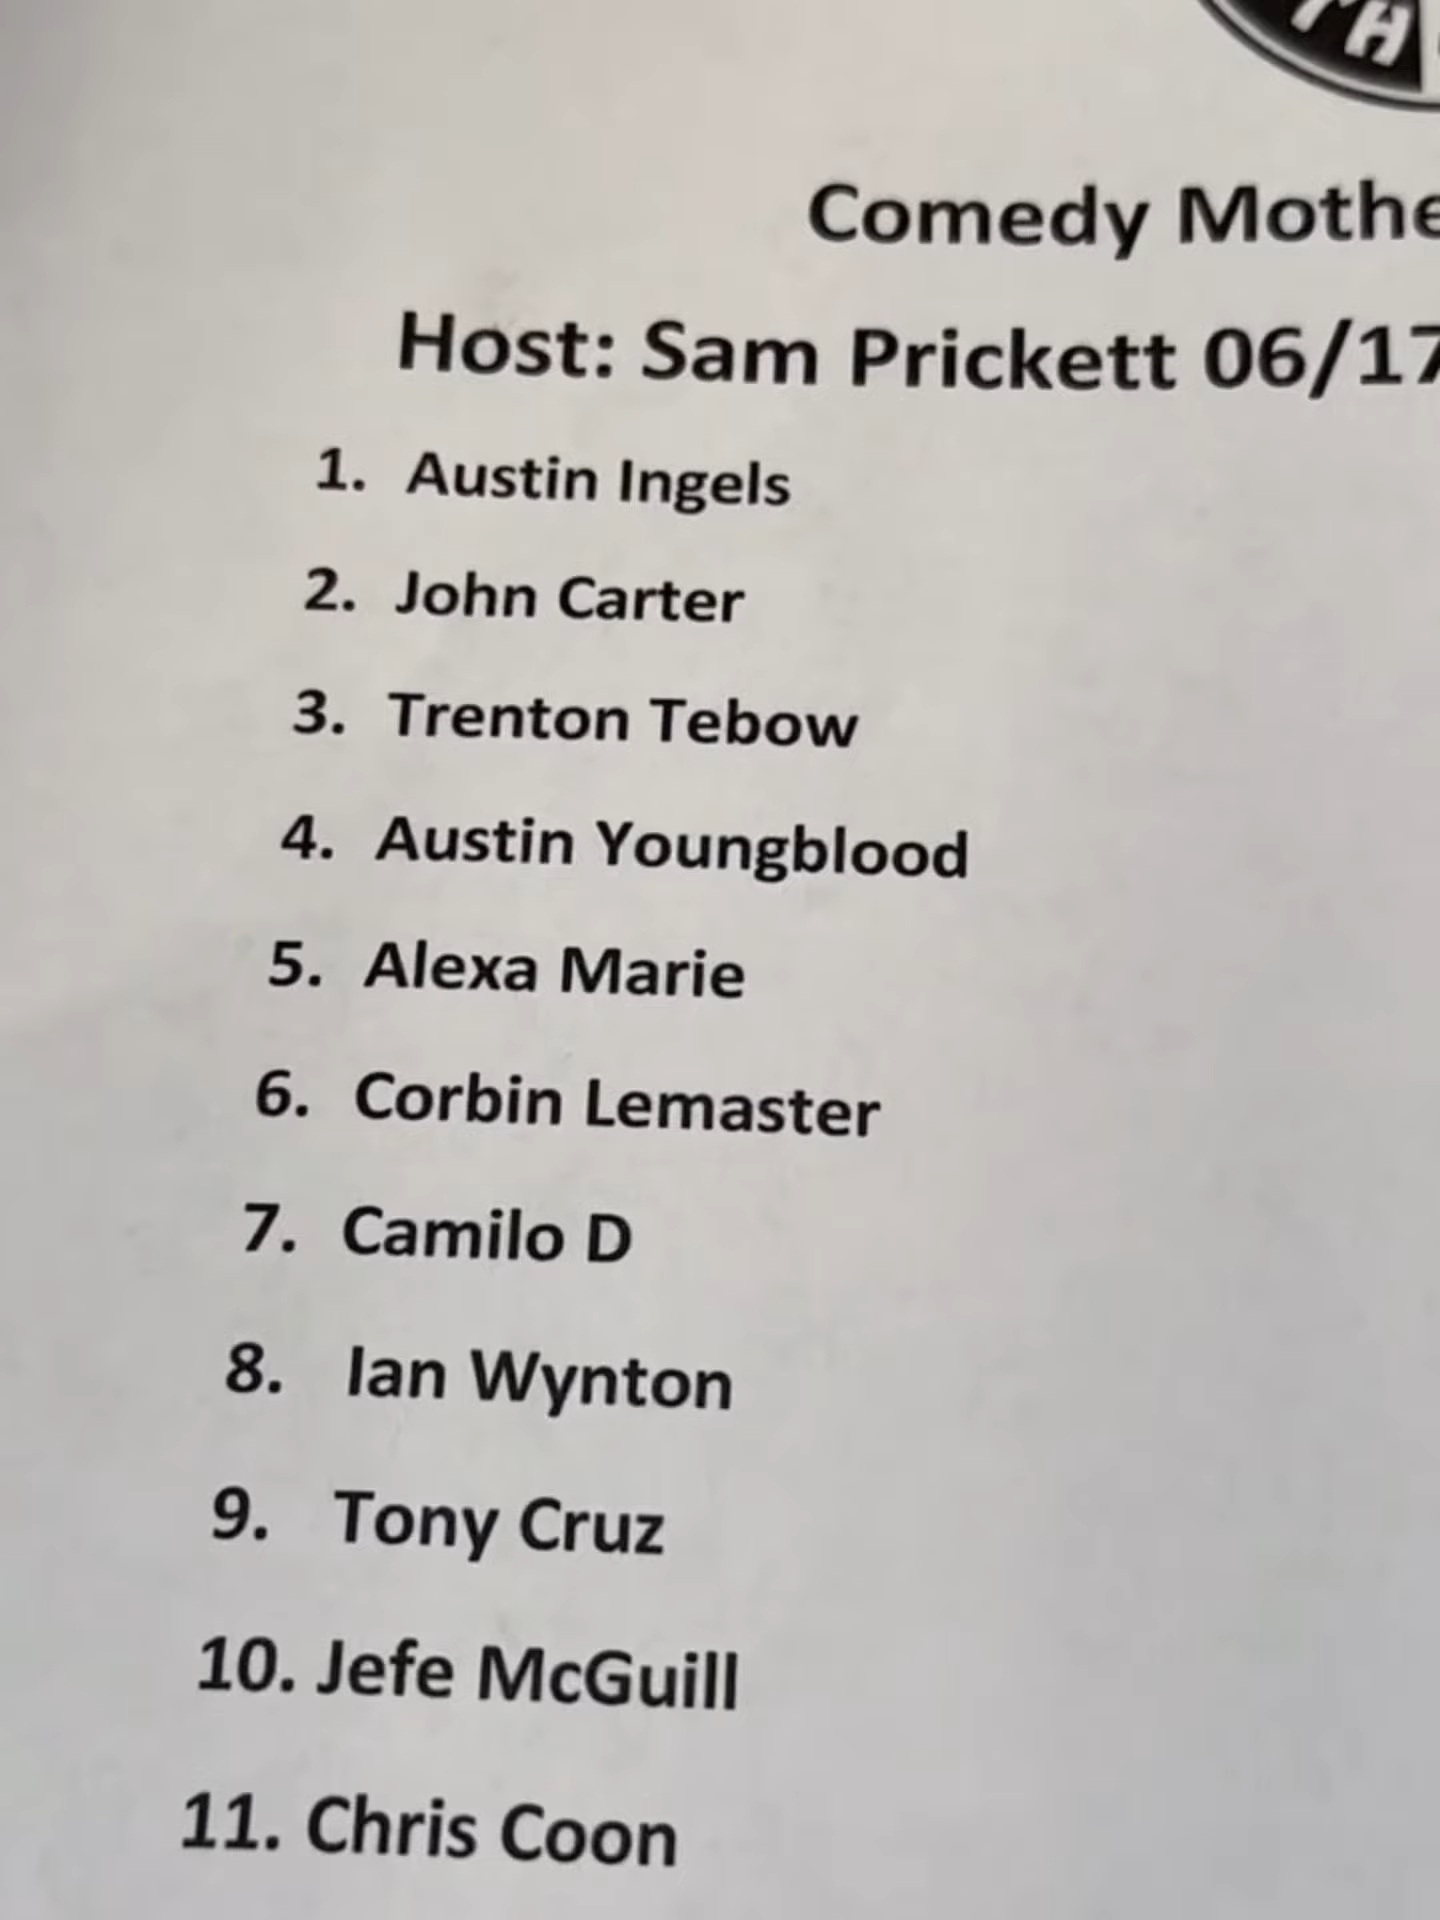 TH
Comedy Mothe
Host: Sam Prickett 06/17
1. Austin Ingels
2. John Carter
3. Trenton Tebow
4. Austin Youngblood
5. Alexa Marie
6. Corbin Lemaster
7. Camilo D
8. Ian Wynton
9. Tony Cruz
10. Jefe McGuill
11. Chris Coon